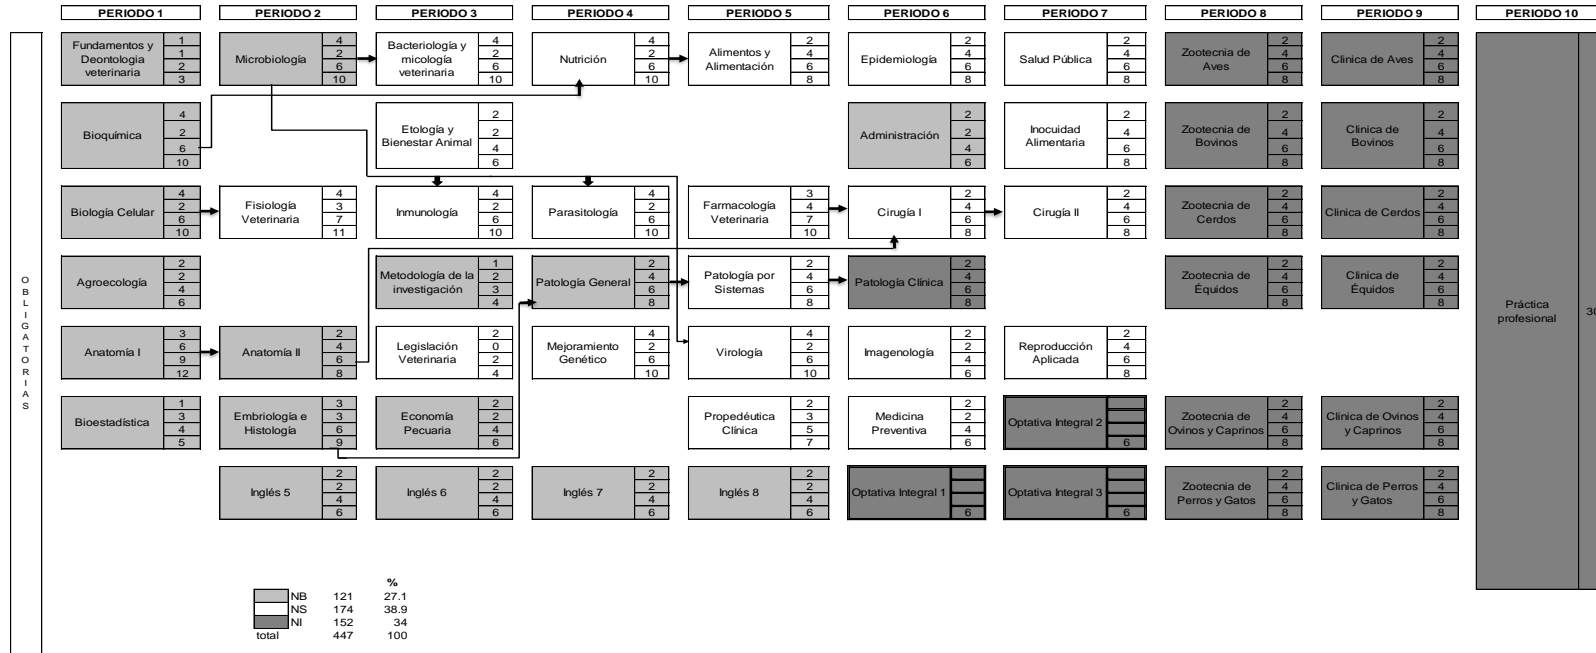 PERIODO 1 PERIODO 2 PERIODO 3 PERIODO 4 PERIODO 5 PERIODO 6 PERIODO 7 PERIODO 8 PERIODO 9 PERIODO 10
OBLIGATORIAS
Fundamentos y
Deontologia
veterinaria
1
1
2
3
Microbiología
4
2
6
10
Bacteriología y
micología
veterinaria
4
2
6
10
Nutrición
4
2
6
10
Alimentos y
Alimentación
2
4
6
8
Epidemiología
2
4
6
8
Salud Pública
2
4
6
8
Zootecnia de
Aves
2
4
6
8
Clinica de Aves
2
4
6
8
Bioquímica
4
2
6
10
Etología y
Bienestar Animal
2
2
4
6
Administración
2
2
4
6
Inocuidad
Alimentaria
2
4
6
8
Zootecnia de
Bovinos
2
4
6
8
Clinica de
Bovinos
2
4
6
8
Biología Celular
4
2
6
10
Fisiología
Veterinaria
4
3
7
11
Inmunología
4
2
6
10
Parasitología
4
2
6
10
Farmacología
Veterinaria
3
4
7
10
Cirugía I
2
4
6
8
Cirugía II
2
4
6
8
Zootecnia de
Cerdos
2
4
6
8
Clinica de Cerdos
2
4
6
8
Agroecología
2
2
4
6
Metodología de la
investigación
1
2
3
4
Patología General
2
4
6
8
Patología por
Sistemas
2
4
6
8
Patología Clínica
2
4
6
8
Zootecnia de
Équidos
2
4
6
8
Clinica de
Équidos
2
4
6
8
Práctica
profesional
30
Anatomía I
3
6
9
12
Anatomía II
2
4
6
8
Legislación
Veterinaria
2
0
2
4
Mejoramiento
Genético
4
2
6
10
Virología
4
2
6
10
Imagenología
2
2
4
6
Reproducción
Aplicada
2
4
6
8
Bioestadística
1
3
4
5
Embriología e
Histología
3
3
6
9
Economía
Pecuaria
2
2
4
6
Propedéutica
Clínica
2
3
5
7
Medicina
Preventiva
2
2
4
6
Optativa Integral 2
6
Zootecnia de
Ovinos y Caprinos
2
4
6
8
Clinica de Ovinos
y Caprinos
2
4
6
8
Inglés 5
2
2
4
6
Inglés 6
2
2
4
6
Inglés 7
2
2
4
6
Inglés 8
2
2
4
6
Optativa Integral 1
6
Optativa Integral 3
6
Zootecnia de
Perros y Gatos
2
4
6
8
Clinica de Perros
y Gatos
2
4
6
8
%
NB 121 27.1
NS 174 38.9
NI 152 34
total 447 100